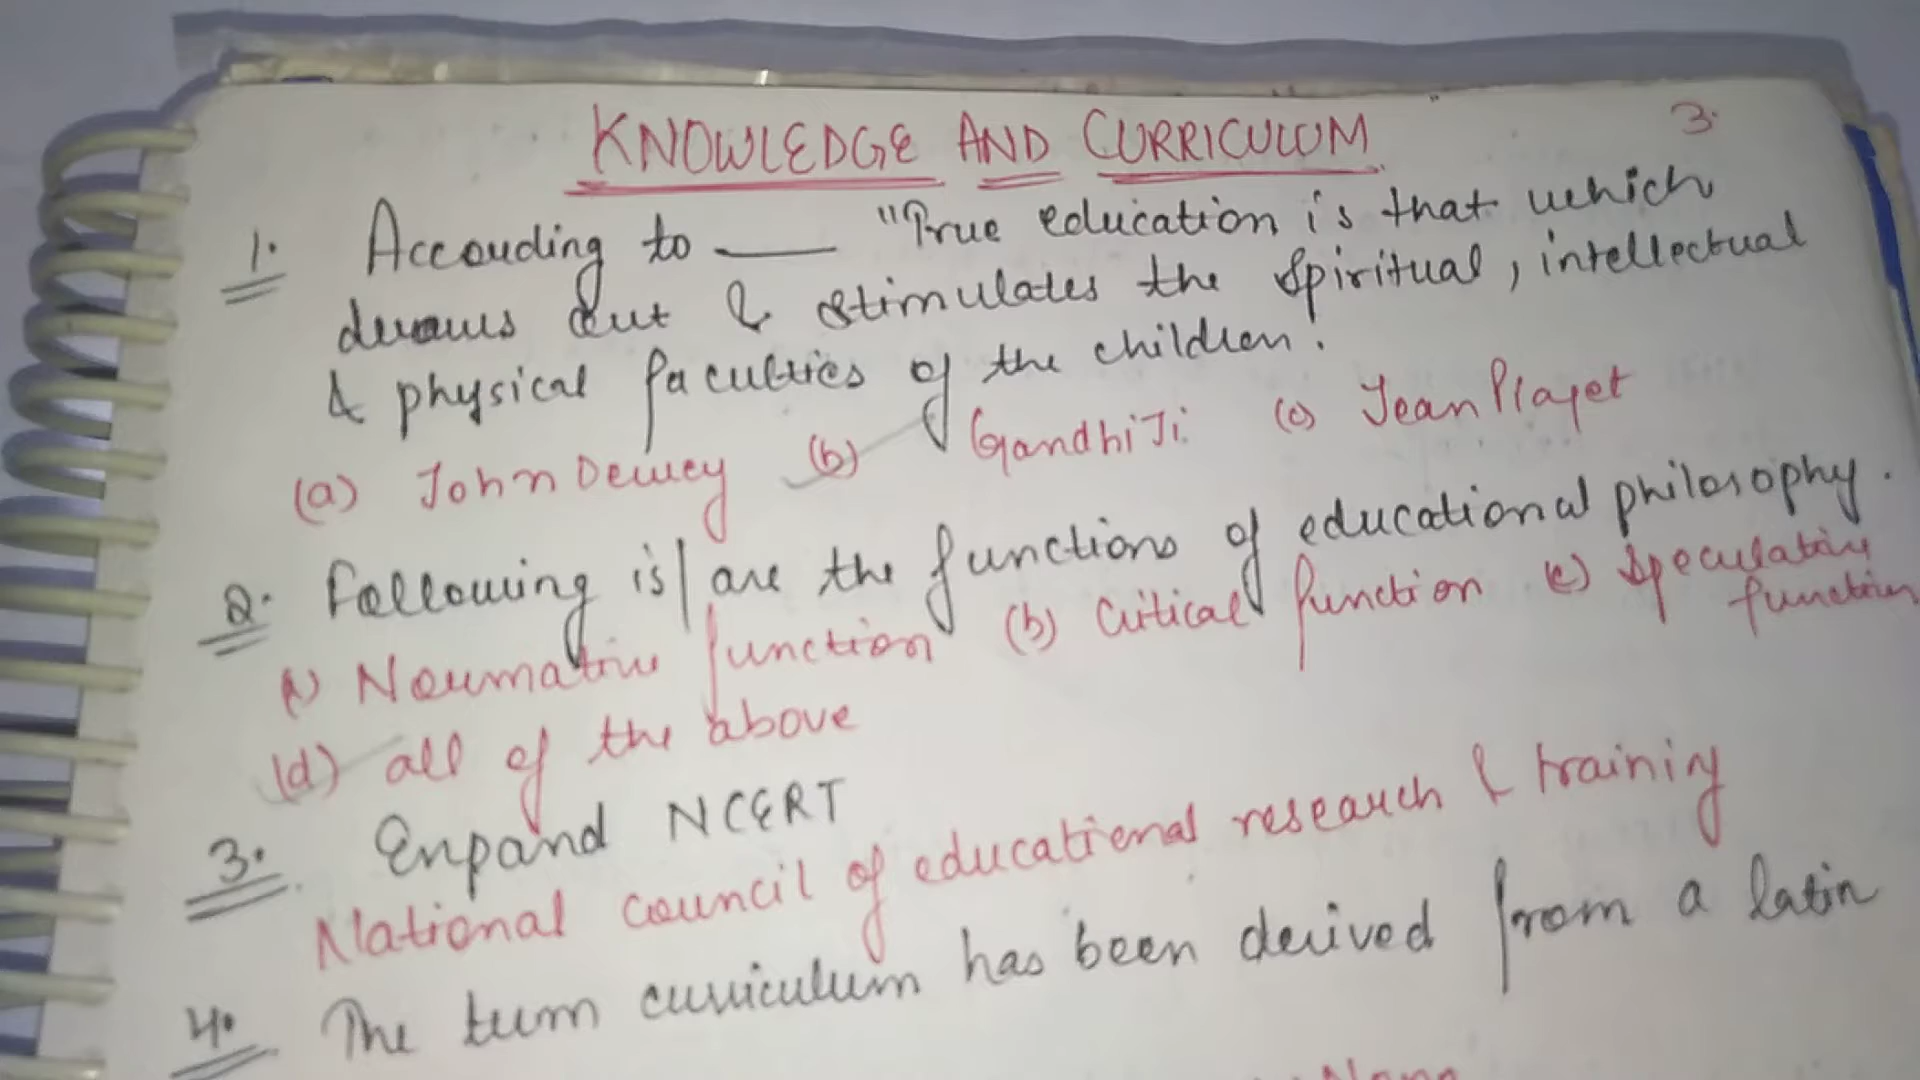 KNOWLEDGE AND CURRICULUM
3.
1. According to ___ "True education is that which
draws out & stimulates the spiritual, intellectual
& physical faculties of the children.
(a) John Dewey (b) GandhiJi (c) Jean Piajet
2. Following is/are the functions of educational philosophy.
Normative function (b) Critical function (c) Speculative
function
(d) all of the above
3. Expand NCERT
National council of educational research & training
4. The term curriculum has been derived from a latin